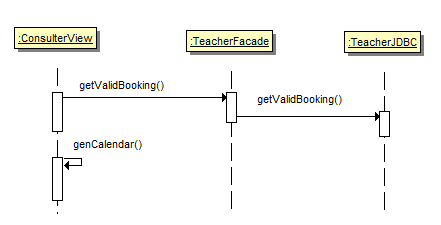 :ConsulterView
:TeacherFacade
:TeacherJDBC
getValidBooking()
getValidBooking()
genCalendar()